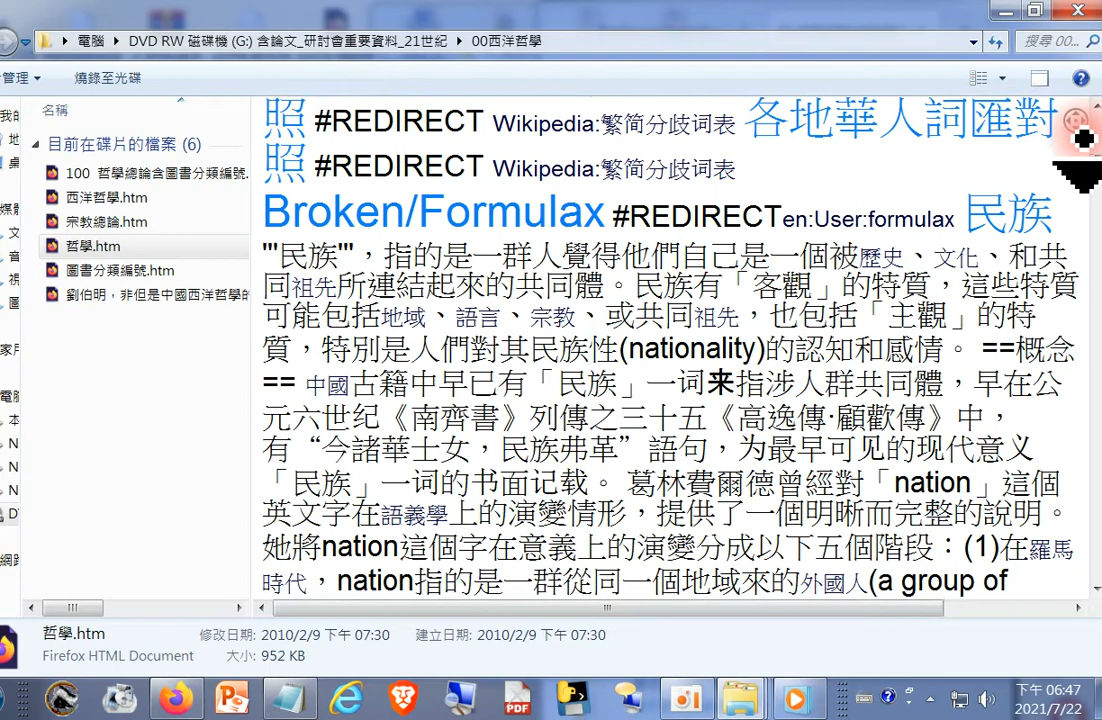 電腦 ▸ DVD RW 磁碟機 (G:) 含論文_研討會重要資料_21世紀 ▸ 00西洋哲學
搜尋 00...
管理 燒錄至光碟
名稱
目前在碟片的檔案 (6)
100 哲學總論含圖書分類編號.
西洋哲學.htm
宗教總論.htm
哲學.htm
圖書分類編號.htm
劉伯明，非但是中國西洋哲學的
照 #REDIRECT Wikipedia:繁简分歧词表 各地華人詞匯對
照 #REDIRECT Wikipedia:繁简分歧词表
Broken/Formulax #REDIRECTen:User:formulax 民族
'''民族'''，指的是一群人覺得他們自己是一個被歷史、文化、和共
同祖先所連結起來的共同體。民族有「客觀」的特質，這些特質
可能包括地域、語言、宗教、或共同祖先，也包括「主觀」的特
質，特別是人們對其民族性(nationality)的認知和感情。 ==概念
== 中國古籍中早已有「民族」一词来指涉人群共同體，早在公
元六世纪《南齊書》列傳之三十五《高逸傳·顧歡傳》中，
有“今諸華士女，民族弗革”語句，为最早可见的现代意义
「民族」一词的书面记载。 葛林費爾德曾經對「nation」這個
英文字在語義學上的演變情形，提供了一個明晰而完整的說明。
她將nation這個字在意義上的演變分成以下五個階段：(1)在羅馬
時代，nation指的是一群從同一個地域來的外國人(a group of
哲學.htm 修改日期: 2010/2/9 下午 07:30 建立日期: 2010/2/9 下午 07:30
Firefox HTML Document 大小: 952 KB
下午 06:47
2021/7/22